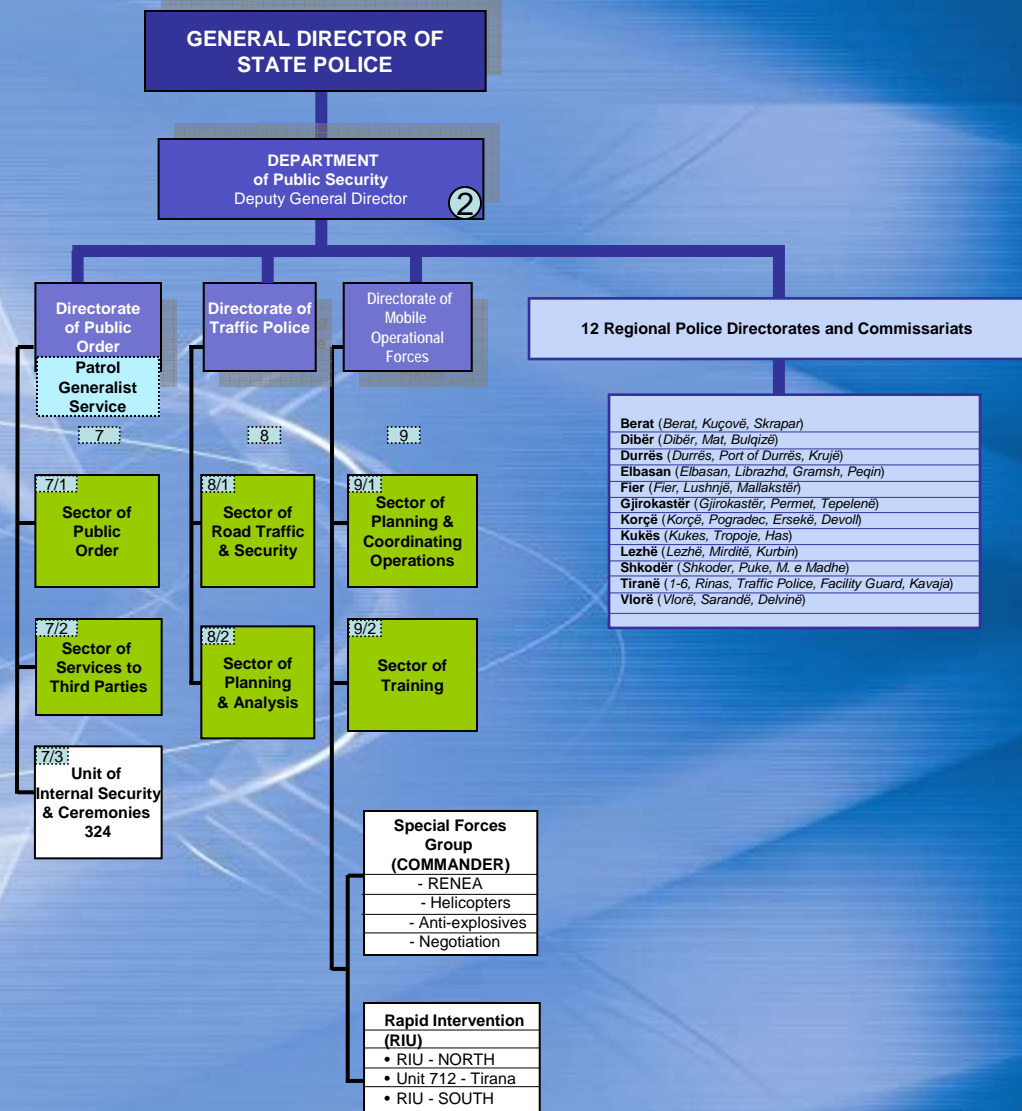 GENERAL DIRECTOR OF
STATE POLICE
DEPARTMENT
of Public Security
Deputy General Director
2
Directorate
of Public
Order
Patrol
Generalist
Service
7
7/1
Sector of
Public
Order
7/2
Sector of
Services to
Third Parties
7/3
Unit of
Internal Security
& Ceremonies
324
Directorate of
Traffic Police
8
8/1
Sector of
Road Traffic
& Security
8/2
Sector of
Planning
& Analysis
Directorate of
Mobile
Operational
Forces
9
9/1
Sector of
Planning &
Coordinating
Operations
9/2
Sector of
Training
Special Forces
Group
(COMMANDER)
- RENEA
- Helicopters
- Anti-explosives
- Negotiation
Rapid Intervention
(RIU)
• RIU - NORTH
• Unit 712 - Tirana
• RIU - SOUTH
12 Regional Police Directorates and Commissariats
Berat (Berat, Kuçovë, Skrapar)
Dibër (Dibër, Mat, Bulqizë)
Durrës (Durrës, Port of Durrës, Krujë)
Elbasan (Elbasan, Librazhd, Gramsh, Peqin)
Fier (Fier, Lushnjë, Mallakstër)
Gjirokastër (Gjirokastër, Permet, Tepelenë)
Korçë (Korçë, Pogradec, Ersekë, Devoll)
Kukës (Kukes, Tropoje, Has)
Lezhë (Lezhë, Mirditë, Kurbin)
Shkodër (Shkoder, Puke, M. e Madhe)
Tiranë (1-6, Rinas, Traffic Police, Facility Guard, Kavaja)
Vlorë (Vlorë, Sarandë, Delvinë)